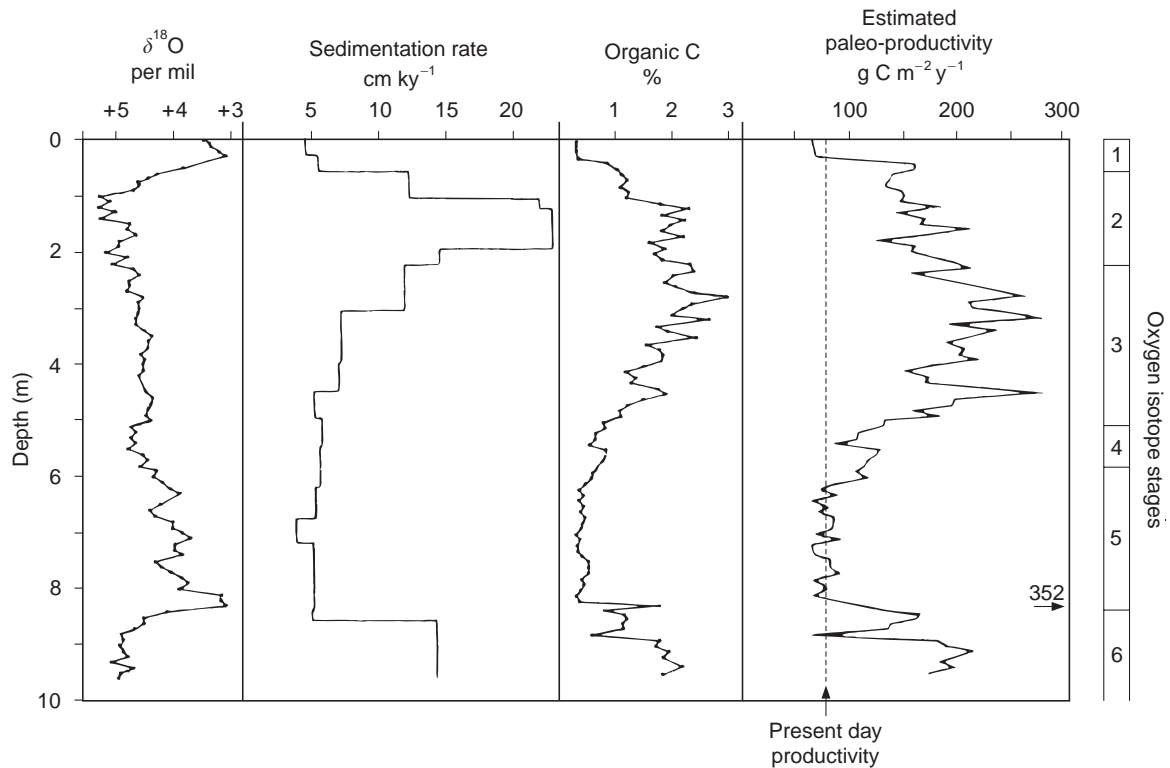 δ¹⁸O
per mil
Sedimentation rate
cm ky⁻¹
Organic C
%
Estimated
paleo-productivity
g C m⁻² y⁻¹
+5 +4 +3
5 10 15 20
1 2 3
100 200 300
0
2
4
6
8
10
Depth (m)
1
2
3
4
5
6
Oxygen isotope stages
352
Present day
productivity